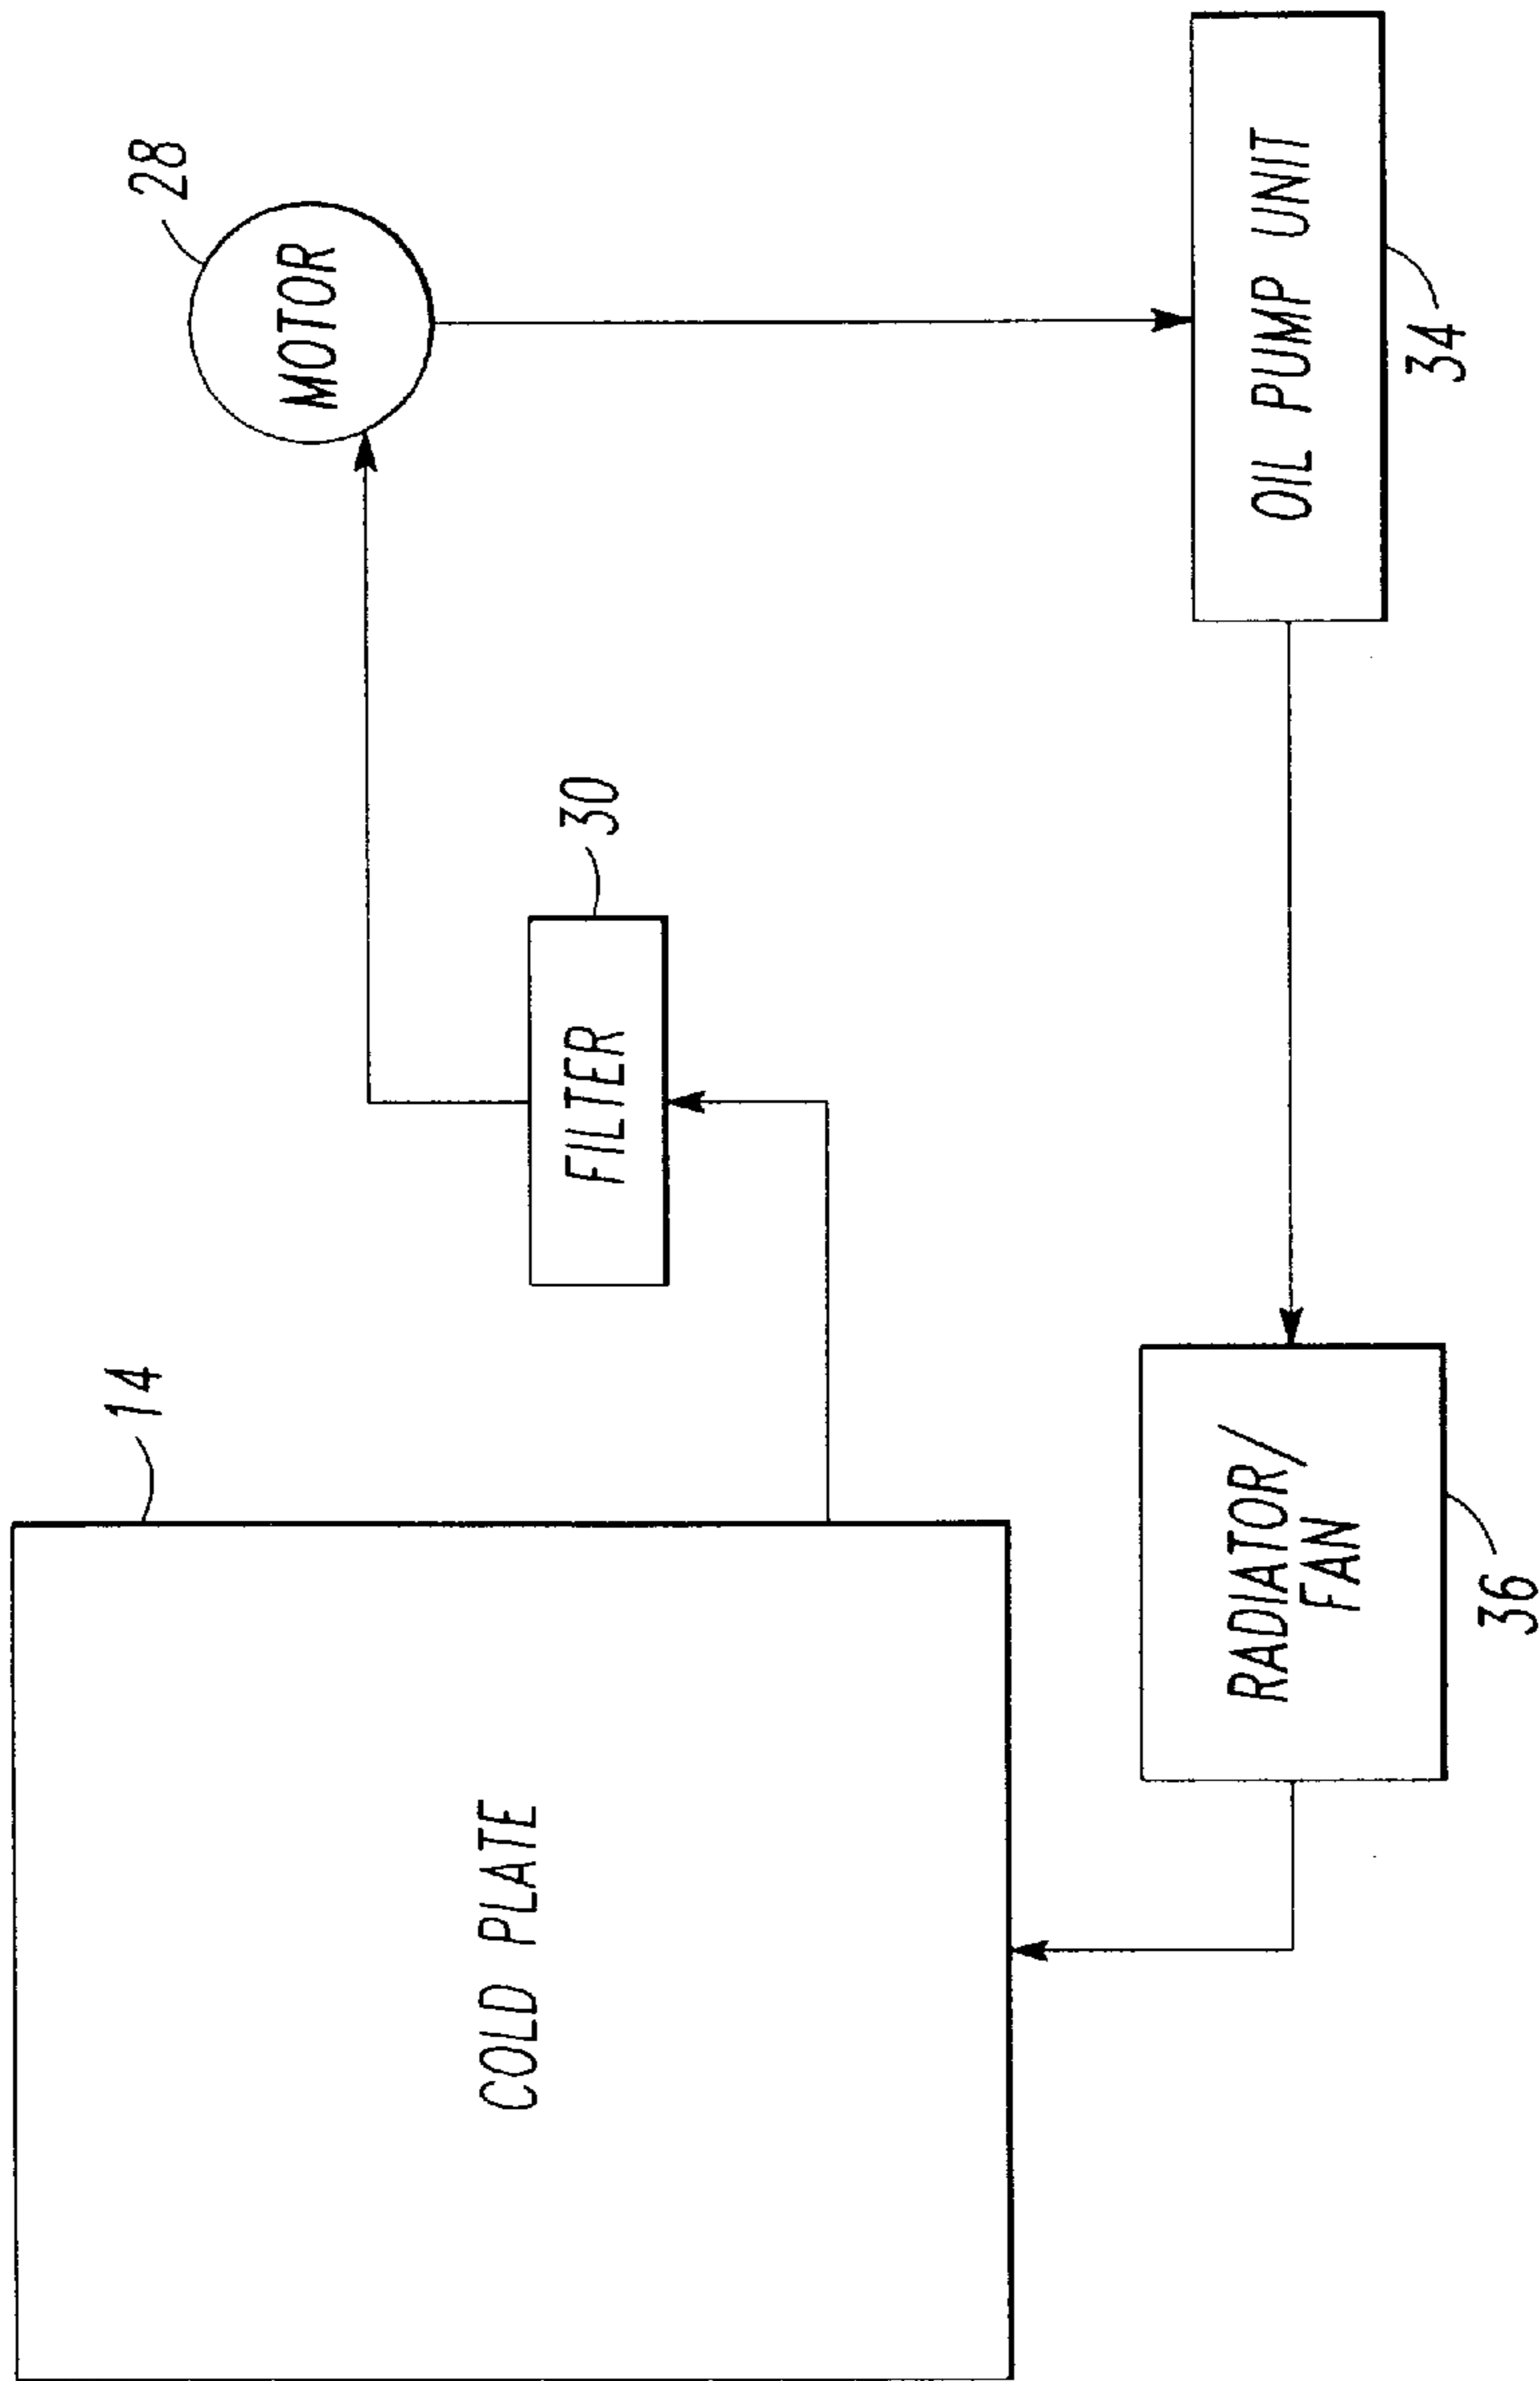 14
COLD PLATE
30
FILTER
28
MOTOR
RADIATOR/
FAN
36
OIL PUMP UNIT
34